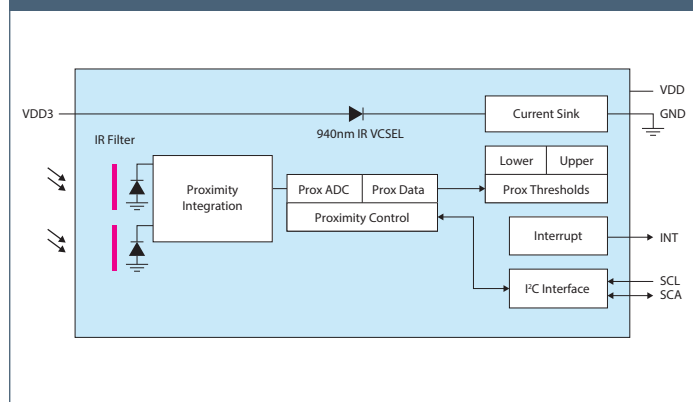 VDD
VDD3
Current Sink
GND
940nm IR VCSEL
IR Filter
Lower
Upper
Proximity
Integration
Prox ADC
Prox Data
Prox Thresholds
Proximity Control
Interrupt
INT
I²C Interface
SCL
SCA